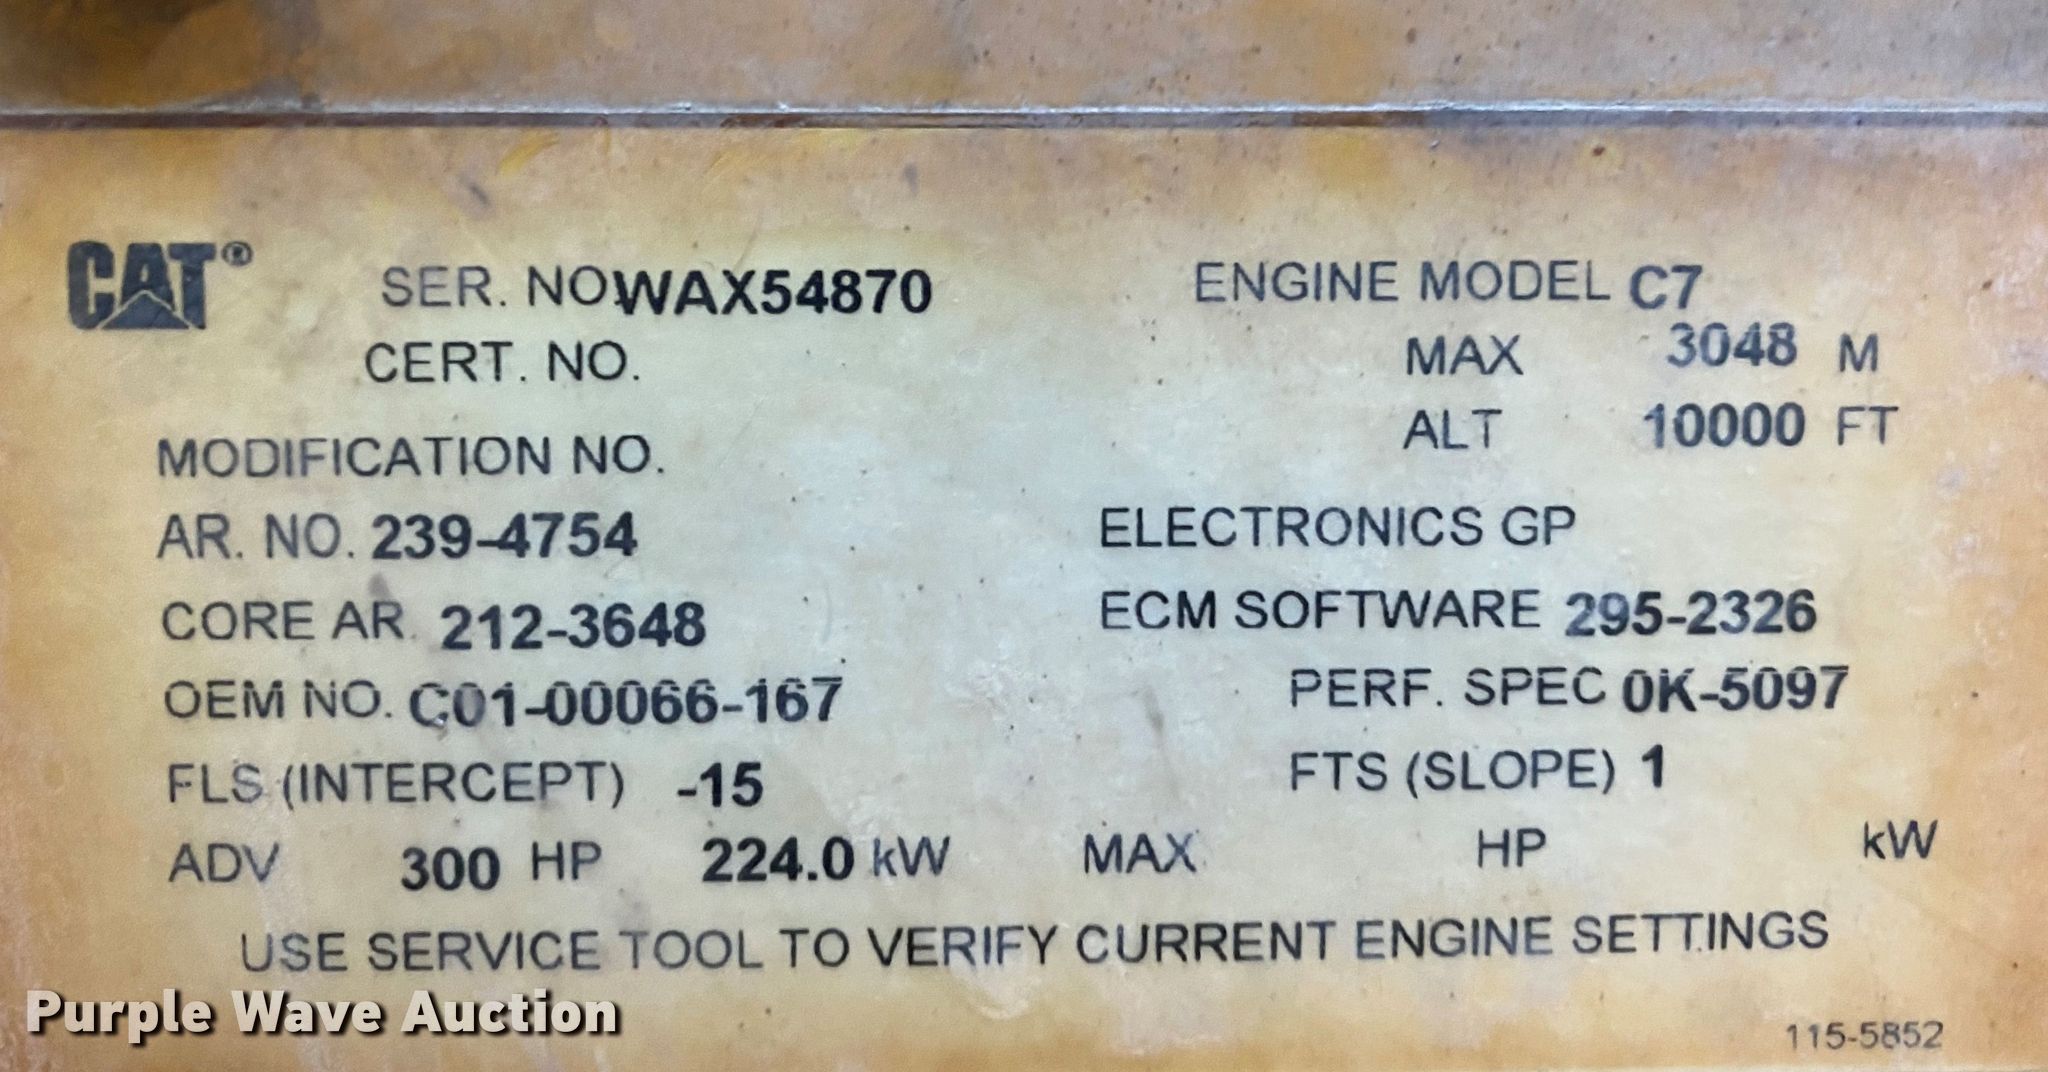 CAT® SER. NO. WAX54870 ENGINE MODEL C7
CERT. NO. MAX 3048 M
MODIFICATION NO. ALT 10000 FT
AR. NO. 239-4754 ELECTRONICS GP
CORE AR. 212-3648 ECM SOFTWARE 295-2326
OEM NO. C01-00066-167 PERF. SPEC 0K-5097
FLS (INTERCEPT) -15 FTS (SLOPE) 1
ADV 300 HP 224.0 kW MAX HP kW
USE SERVICE TOOL TO VERIFY CURRENT ENGINE SETTINGS
Purple Wave Auction
115-5852